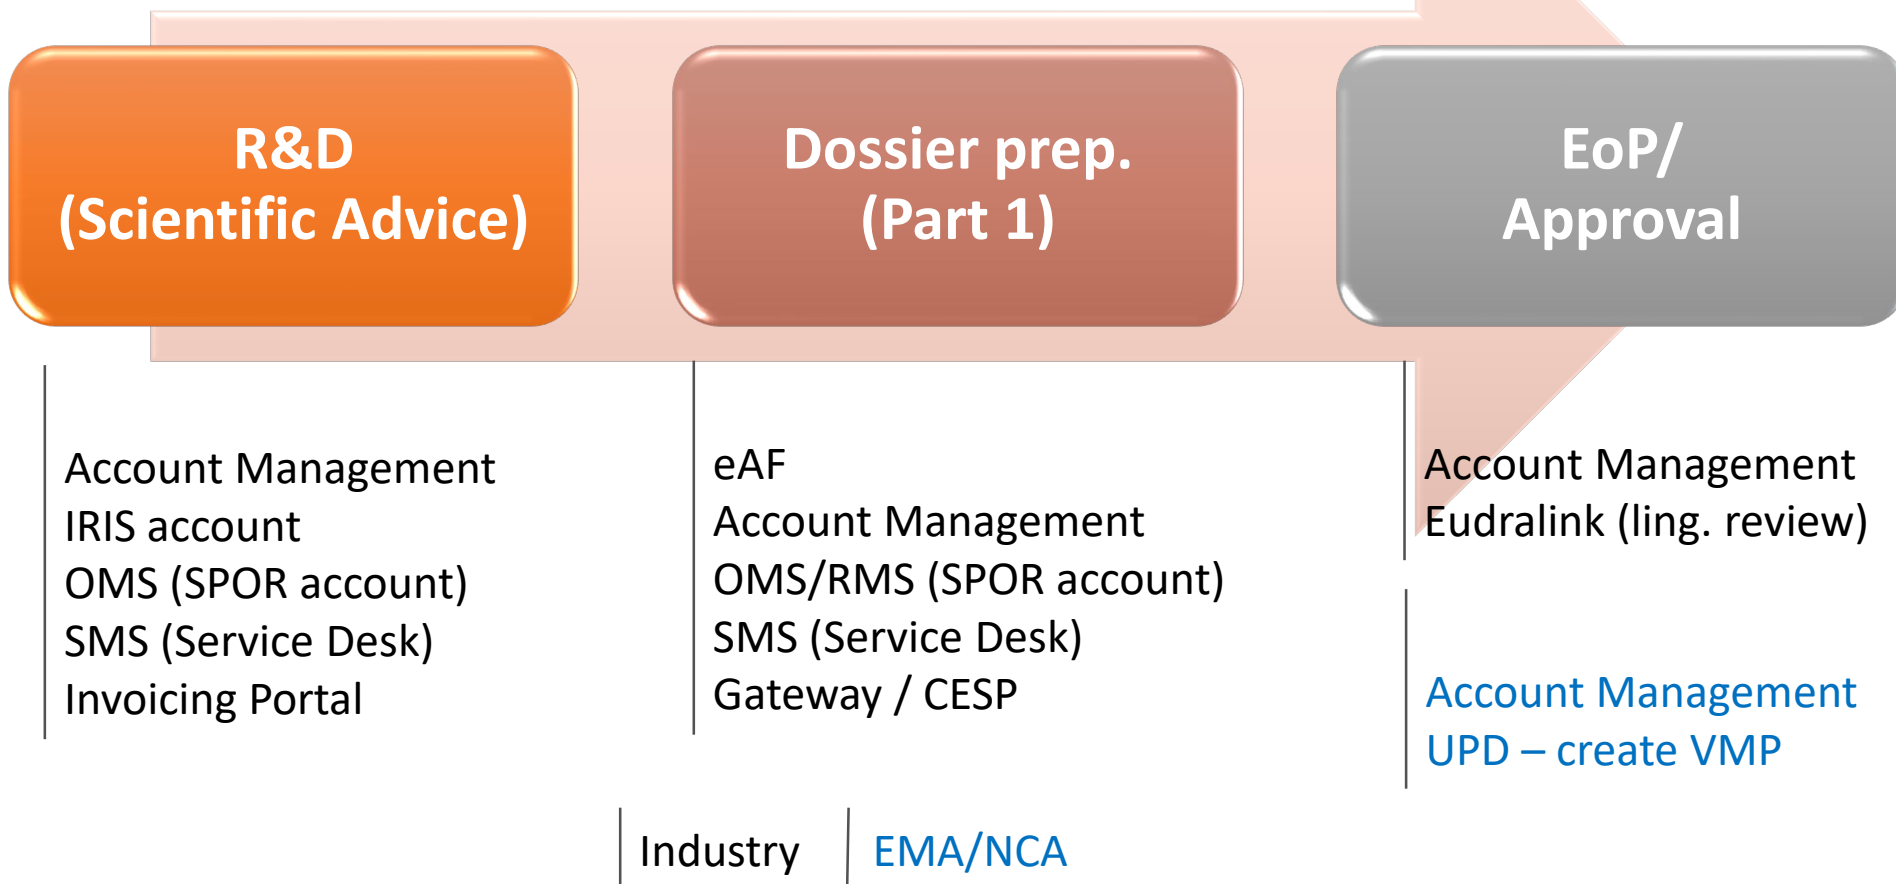 R&D
(Scientific Advice)
Dossier prep.
(Part 1)
EoP/
Approval
Account Management
IRIS account
OMS (SPOR account)
SMS (Service Desk)
Invoicing Portal
eAF
Account Management
OMS/RMS (SPOR account)
SMS (Service Desk)
Gateway / CESP
Account Management
Eudralink (ling. review)
Account Management
UPD – create VMP
Industry
EMA/NCA